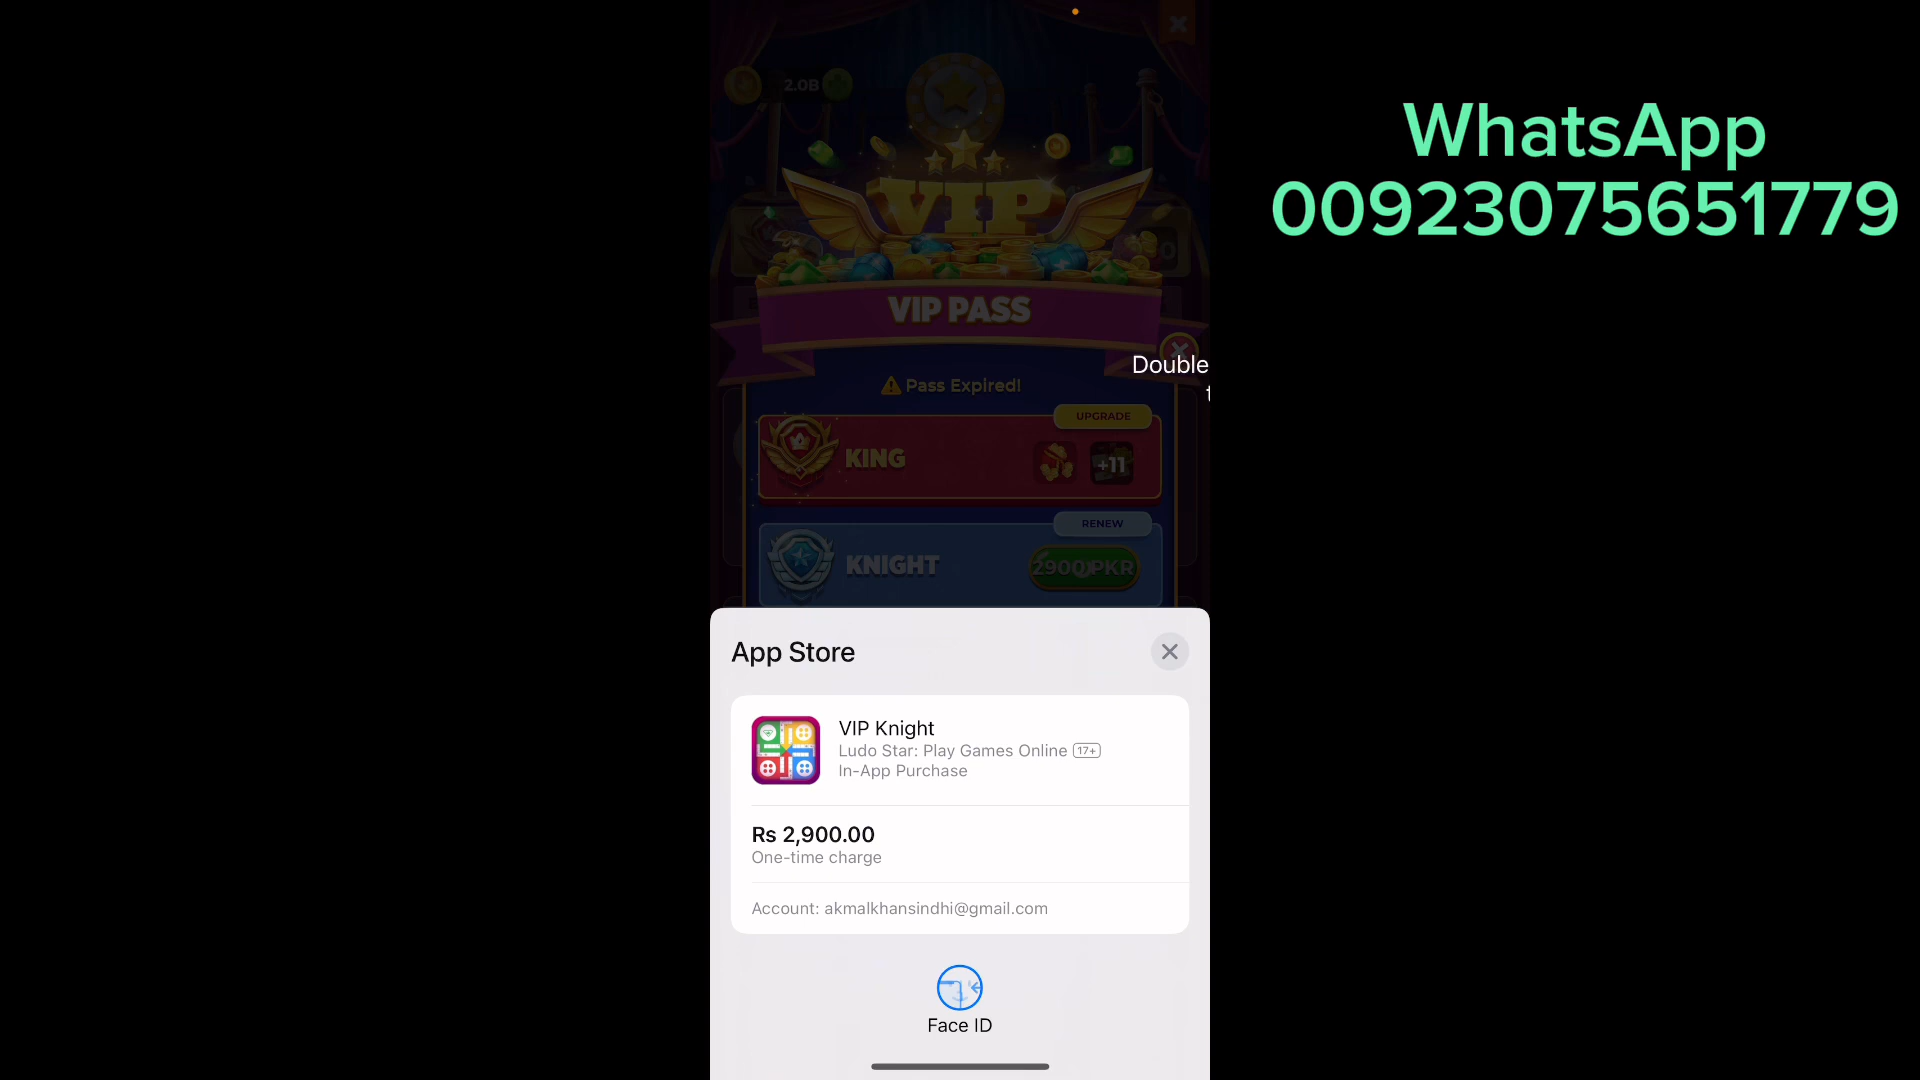 WhatsApp
00923075651779
2.0B
VIP
VIP PASS
Double
Pass Expired!
UPGRADE
KING
+11
RENEW
KNIGHT
2900 PKR
App Store
VIP Knight
Ludo Star: Play Games Online 17+
In-App Purchase
Rs 2,900.00
One-time charge
Account: akmalkhansindhi@gmail.com
Face ID